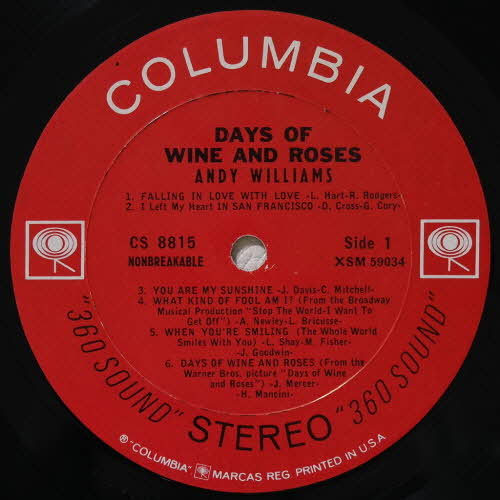 COLUMBIA
DAYS OF
WINE AND ROSES
ANDY WILLIAMS
1. FALLING IN LOVE WITH LOVE -L. Hart-R. Rodgers-
2. I Left My Heart IN SAN FRANCISCO -D. Cross-G. Cory-
CS 8815
NONBREAKABLE
Side 1
XSM 59034
3. YOU ARE MY SUNSHINE -J. Davis-C. Mitchell-
4. WHAT KIND OF FOOL AM I? (From the Broadway
Musical Production "Stop The World-I Want To
Get Off") -A. Newley-L. Bricusse-
5. WHEN YOU'RE SMILING (The Whole World
Smiles With You) -L. Shay-M. Fisher-
-J. Goodwin-
6. DAYS OF WINE AND ROSES (From the
Warner Bros. picture "Days of Wine
and Roses") -J. Mercer-
-H. Mancini-
"360 SOUND" STEREO "360 SOUND"
® "COLUMBIA" MARCAS REG. PRINTED IN U.S.A.